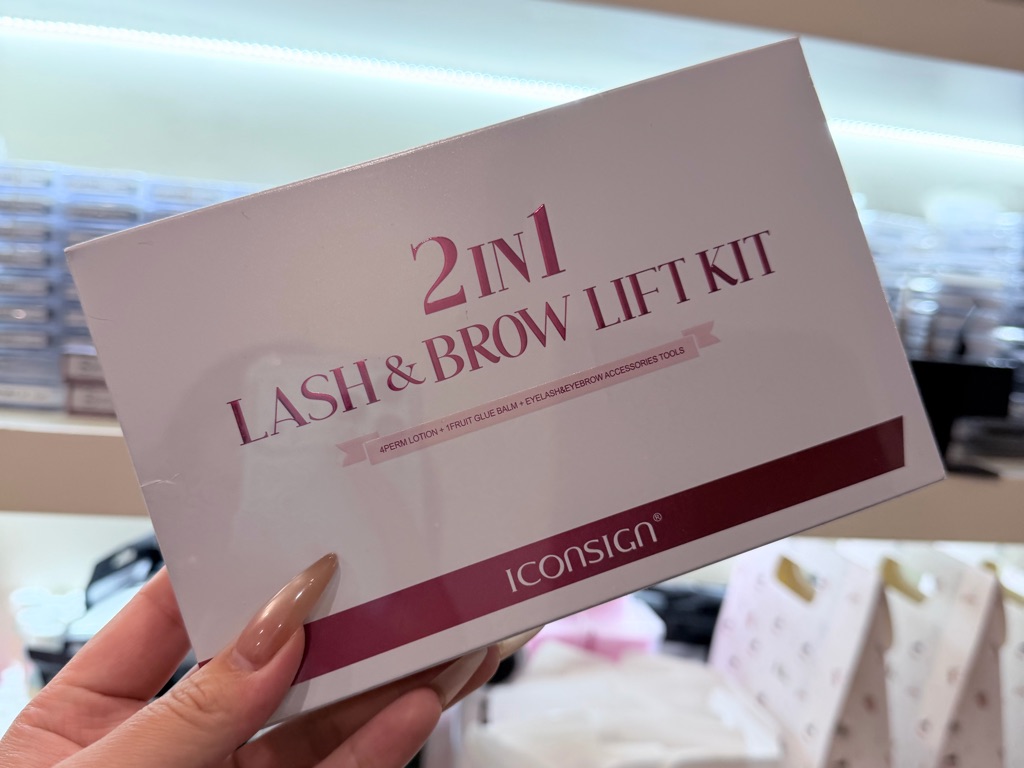 2IN1
LASH & BROW LIFT KIT
4PERM LOTION + 1FRUIT GLUE BALM + EYELASH&EYEBROW ACCESSORIES TOOLS
ICONSIGN®